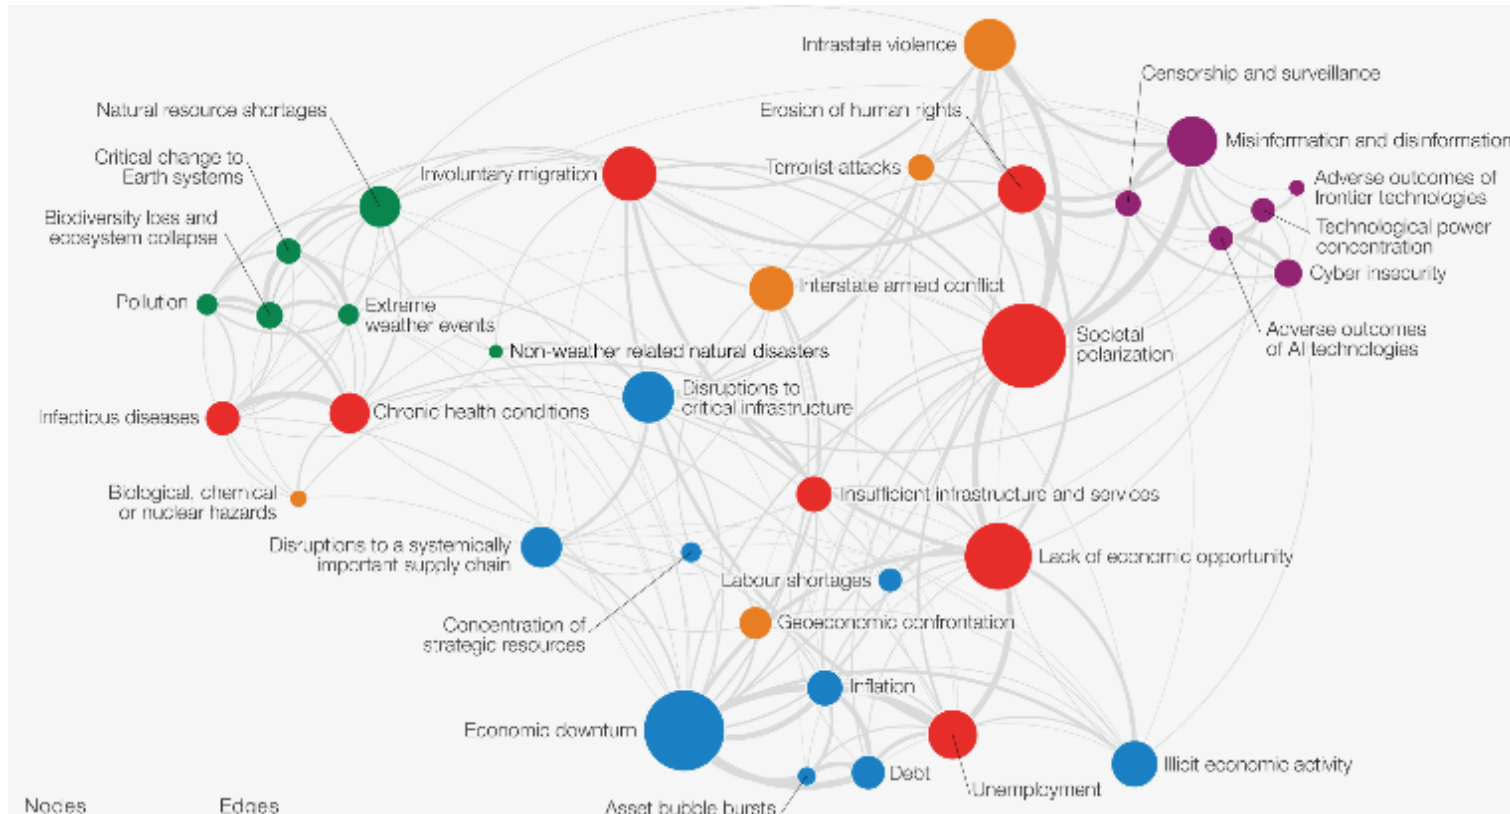 Intrastate violence
Censorship and surveillance
Natural resource shortages
Erosion of human rights
Misinformation and disinformation
Critical change to
Earth systems
Involuntary migration
Terrorist attacks
Adverse outcomes of
frontier technologies
Biodiversity loss and
ecosystem collapse
Technological power
concentration
Cyber insecurity
Pollution
Extreme
weather events
Interstate armed conflict
Societal
polarization
Adverse outcomes
of AI technologies
Non-weather related natural disasters
Disruptions to
critical infrastructure
Infectious diseases
Chronic health conditions
Biological, chemical
or nuclear hazards
Insufficient infrastructure and services
Disruptions to a systemically
important supply chain
Lack of economic opportunity
Labour shortages
Concentration of
strategic resources
Geoeconomic confrontation
Inflation
Economic downturn
Debt
Illicit economic activity
Unemployment
Asset bubble bursts
Nodes
Edges